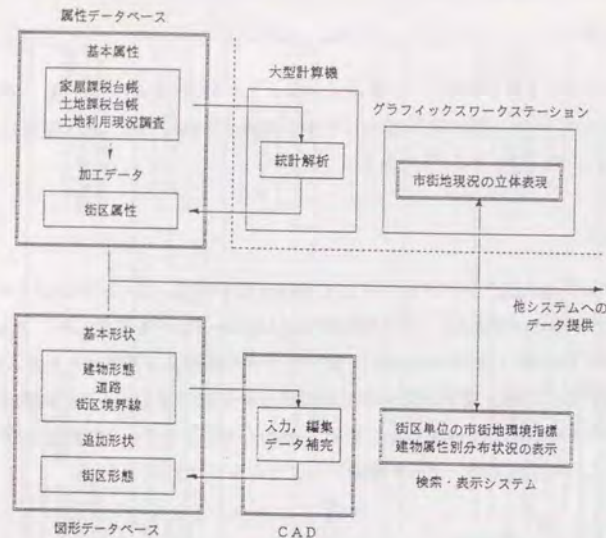 属性データベース
基本属性
家屋課税台帳
土地課税台帳
土地利用現況調査
加工データ
街区属性
大型計算機
統計解析
グラフィックスワークステーション
市街地現況の立体表現
他システムへの
データ提供
基本形状
建物形態
道路
街区境界線
追加形状
街区形態
図形データベース
入力，編集
データ補完
CAD
街区単位の市街地環境指標
建物属性別分布状況の表示
検索・表示システム